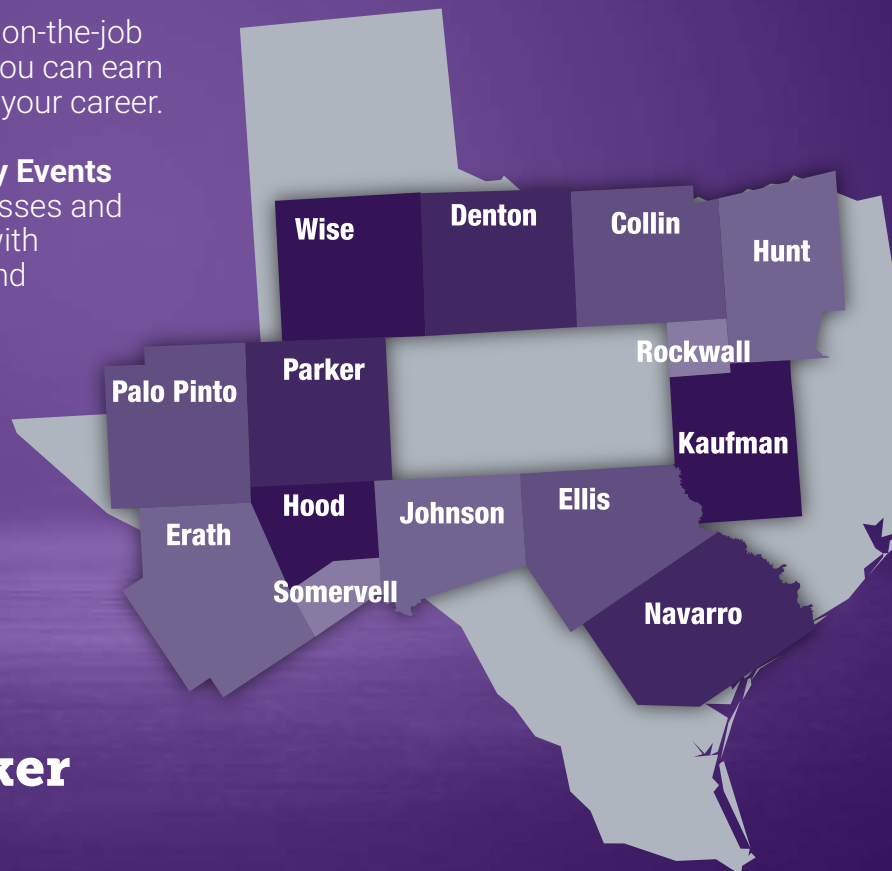 on-the-job
ou can earn
your career.
y Events
sses and
with
nd
Wise
Denton
Collin
Hunt
Rockwall
Parker
Palo Pinto
Kaufman
Hood
Johnson
Ellis
Erath
Somervell
Navarro
ker